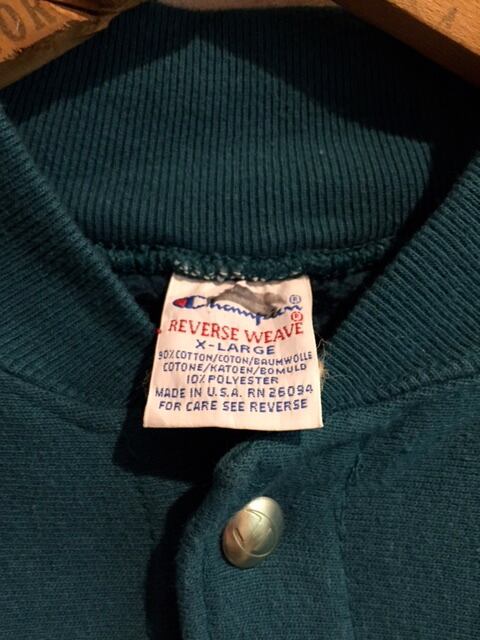 OR
Champion®
REVERSE WEAVE®
X-LARGE
90% COTTON/COTON/BAUMWOLLE
COTONE/KATOEN/BOMULD
10% POLYESTER
MADE IN U.S.A. RN 26094
FOR CARE SEE REVERSE